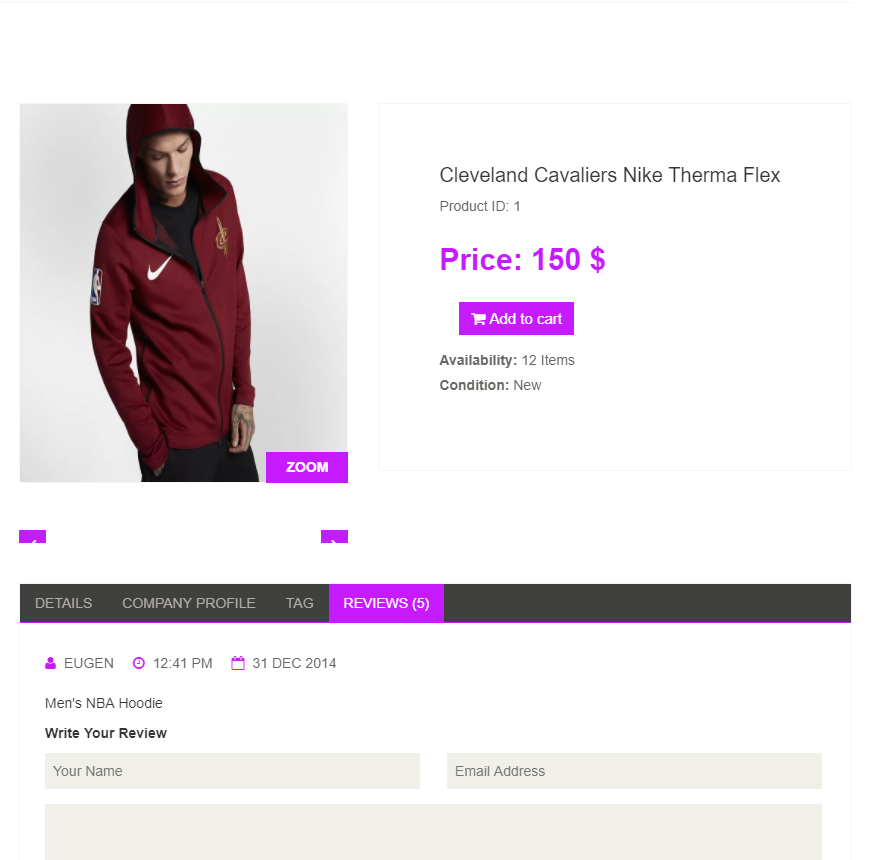 Cleveland Cavaliers Nike Therma Flex
Product ID: 1
Price: 150 $
Add to cart
Availability: 12 Items
Condition: New
ZOOM
DETAILS COMPANY PROFILE TAG REVIEWS (5)
EUGEN 12:41 PM 31 DEC 2014
Men's NBA Hoodie
Write Your Review
Your Name Email Address